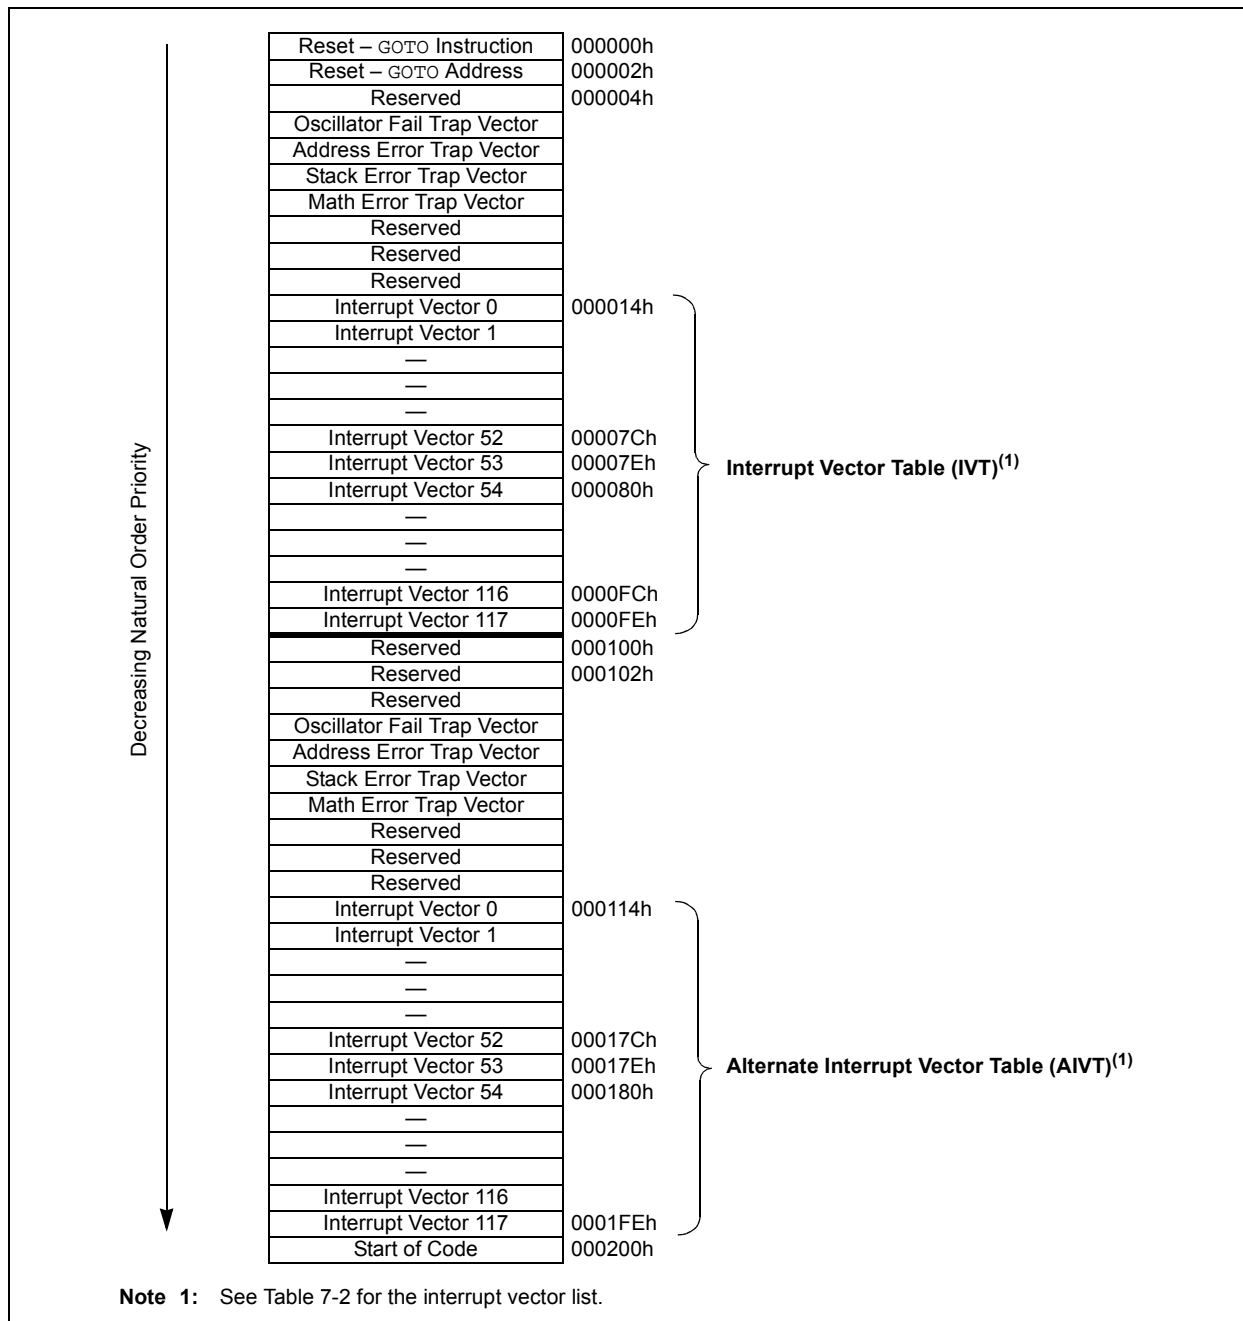 Decreasing Natural Order Priority
Reset – GOTO Instruction 000000h
Reset – GOTO Address 000002h
Reserved 000004h
Oscillator Fail Trap Vector
Address Error Trap Vector
Stack Error Trap Vector
Math Error Trap Vector
Reserved
Reserved
Reserved
Interrupt Vector 0 000014h
Interrupt Vector 1
—
—
—
Interrupt Vector 52 00007Ch
Interrupt Vector 53 00007Eh
Interrupt Vector Table (IVT)(1)
Interrupt Vector 54 000080h
—
—
—
Interrupt Vector 116 0000FCh
Interrupt Vector 117 0000FEh
Reserved 000100h
Reserved 000102h
Reserved
Oscillator Fail Trap Vector
Address Error Trap Vector
Stack Error Trap Vector
Math Error Trap Vector
Reserved
Reserved
Reserved
Interrupt Vector 0 000114h
Interrupt Vector 1
—
—
—
Interrupt Vector 52 00017Ch
Interrupt Vector 53 00017Eh
Alternate Interrupt Vector Table (AIVT)(1)
Interrupt Vector 54 000180h
—
—
—
Interrupt Vector 116
Interrupt Vector 117 0001FEh
Start of Code 000200h
Note 1: See Table 7-2 for the interrupt vector list.